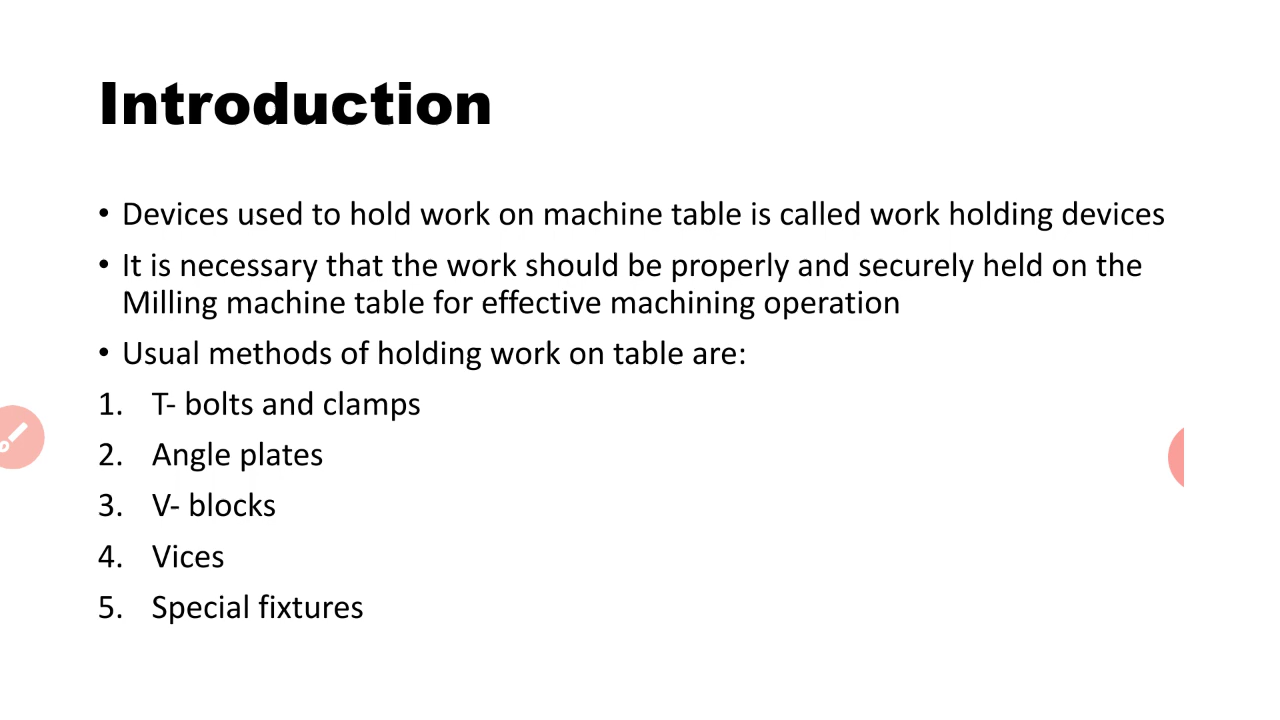 Introduction
• Devices used to hold work on machine table is called work holding devices
• It is necessary that the work should be properly and securely held on the
Milling machine table for effective machining operation
• Usual methods of holding work on table are:
1. T- bolts and clamps
2. Angle plates
3. V- blocks
4. Vices
5. Special fixtures